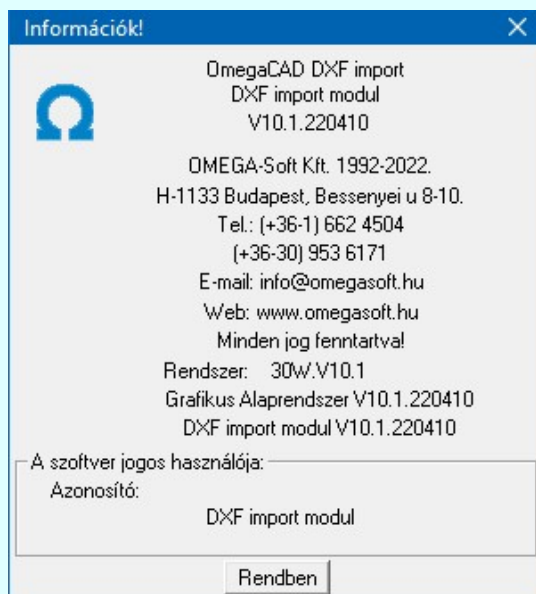 Információk!
OmegaCAD DXF import
DXF import modul
V10.1.220410
OMEGA-Soft Kft. 1992-2022.
H-1133 Budapest, Bessenyei u 8-10.
Tel.: (+36-1) 662 4504
(+36-30) 953 6171
E-mail: info@omegasoft.hu
Web: www.omegasoft.hu
Minden jog fenntartva!
Rendszer: 30W.V10.1
Grafikus Alaprendszer V10.1.220410
DXF import modul V10.1.220410
A szoftver jogos használója:
Azonosító:
DXF import modul
Rendben